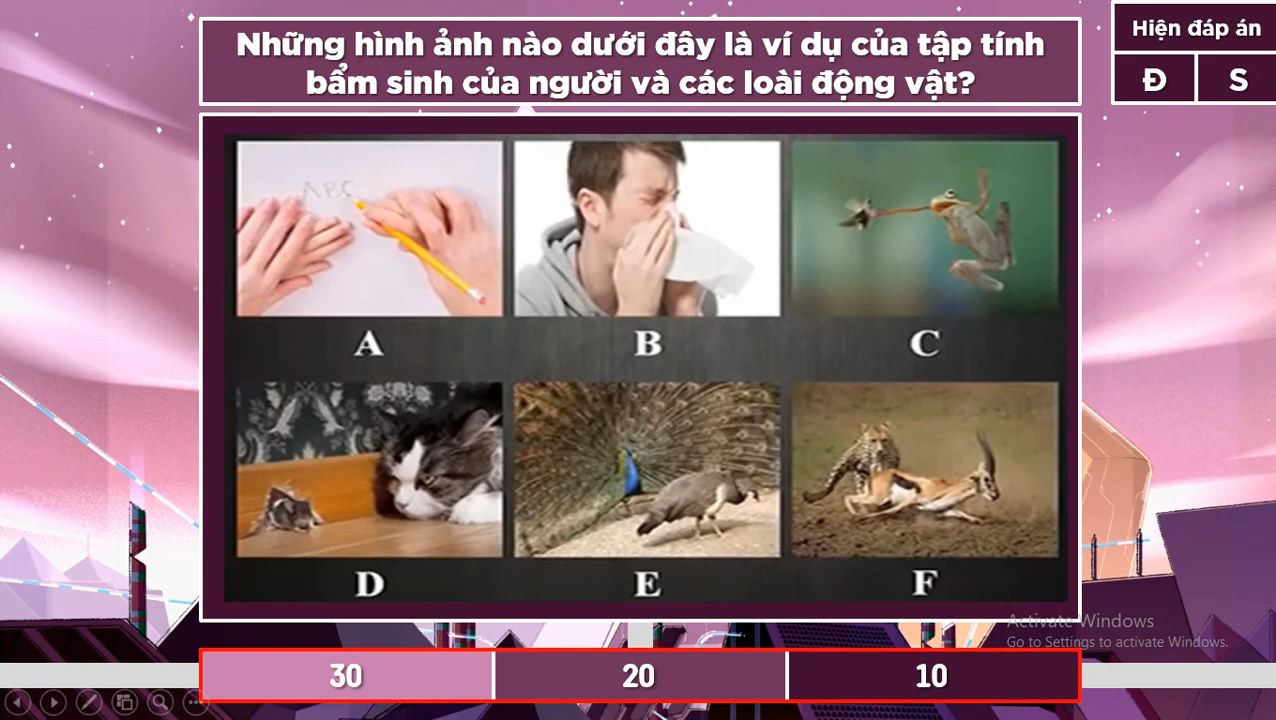 Những hình ảnh nào dưới đây là ví dụ của tập tính
bẩm sinh của người và các loài động vật?
Hiện đáp án
Đ
S
ABC
A
B
C
D
E
F
Activate Windows
Go to Settings to activate Windows.
30
20
10